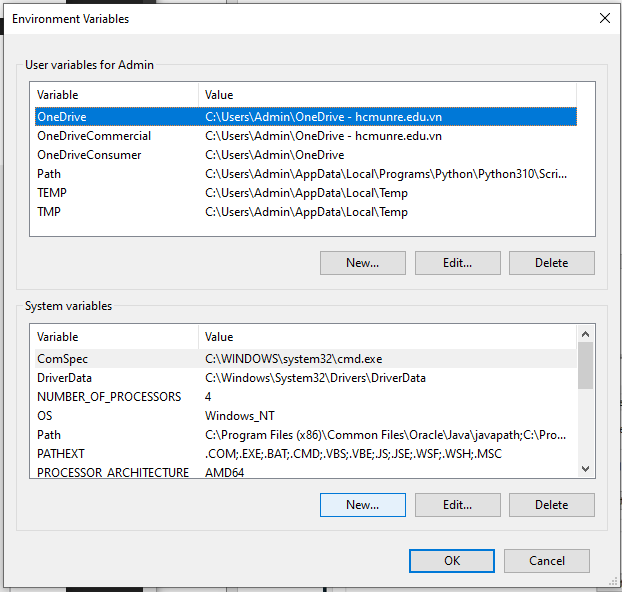 Environment Variables
User variables for Admin
Variable Value
OneDrive C:\Users\Admin\OneDrive - hcmunre.edu.vn
OneDriveCommercial C:\Users\Admin\OneDrive - hcmunre.edu.vn
OneDriveConsumer C:\Users\Admin\OneDrive
Path C:\Users\Admin\AppData\Local\Programs\Python\Python310\Scri...
TEMP C:\Users\Admin\AppData\Local\Temp
TMP C:\Users\Admin\AppData\Local\Temp
New... Edit... Delete
System variables
Variable Value
ComSpec C:\WINDOWS\system32\cmd.exe
DriverData C:\Windows\System32\Drivers\DriverData
NUMBER_OF_PROCESSORS 4
OS Windows_NT
Path C:\Program Files (x86)\Common Files\Oracle\Java\javapath;C:\Pro...
PATHEXT .COM;.EXE;.BAT;.CMD;.VBS;.VBE;.JS;.JSE;.WSF;.WSH;.MSC
PROCESSOR_ARCHITECTURE AMD64
New... Edit... Delete
OK Cancel